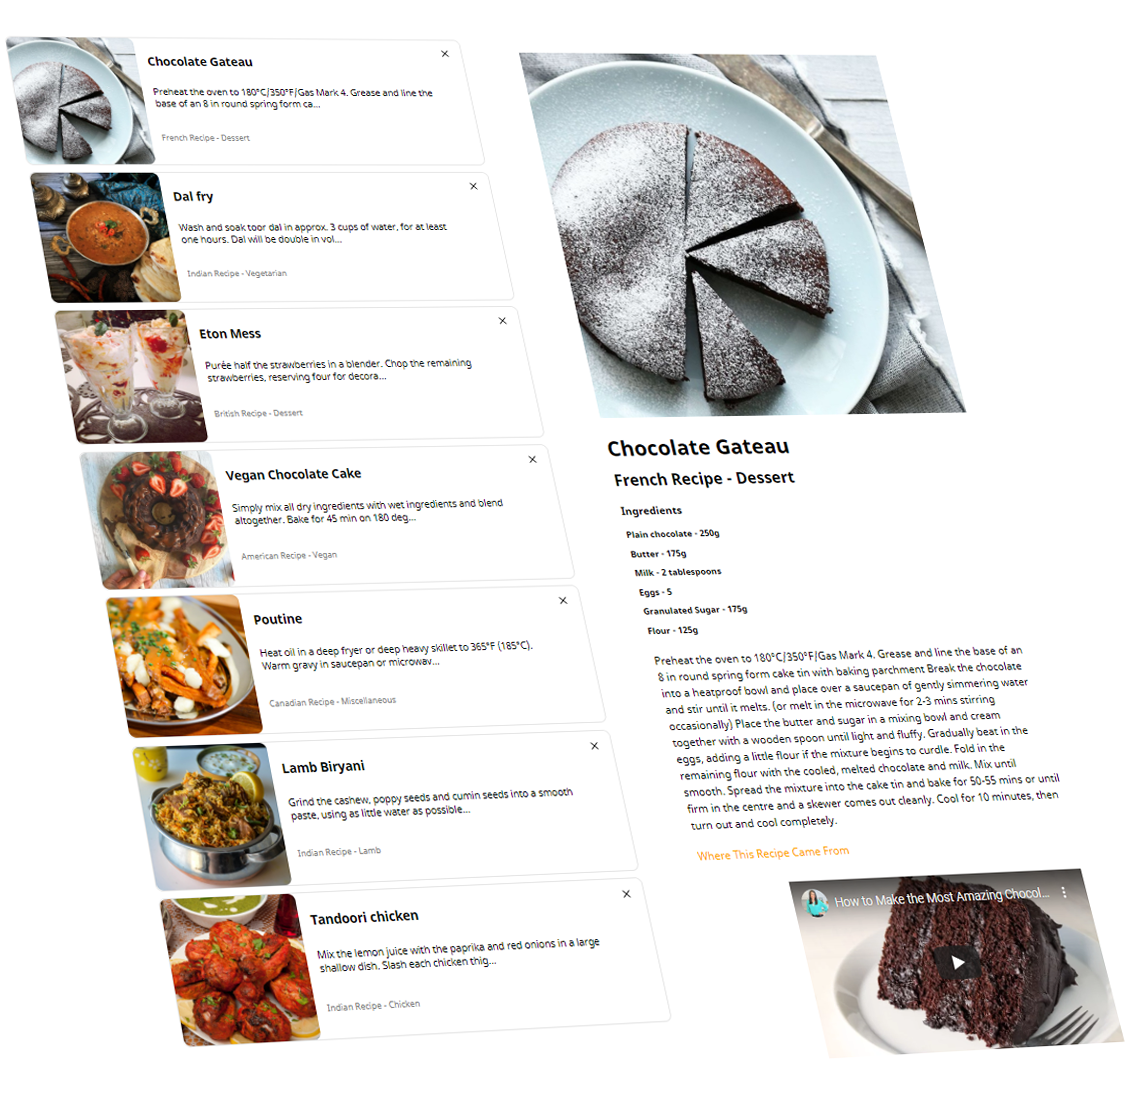 Chocolate Gateau
Preheat the oven to 180°C/350°F/Gas Mark 4. Grease and line the
base of an 8 in round spring form ca...
French Recipe - Dessert
Dal fry
Wash and soak toor dal in approx. 3 cups of water, for at least
one hours. Dal will be double in vol...
Indian Recipe - Vegetarian
Eton Mess
Purée half the strawberries in a blender. Chop the remaining
strawberries, reserving four for decora...
British Recipe - Dessert
Vegan Chocolate Cake
Simply mix all dry ingredients with wet ingredients and blend
altogether. Bake for 45 min on 180 deg...
American Recipe - Vegan
Poutine
Heat oil in a deep fryer or deep heavy skillet to 365°F (185°C).
Warm gravy in saucepan or microwav...
Canadian Recipe - Miscellaneous
Lamb Biryani
Grind the cashew, poppy seeds and cumin seeds into a smooth
paste, using as little water as possible...
Indian Recipe - Lamb
Tandoori chicken
Mix the lemon juice with the paprika and red onions in a large
shallow dish. Slash each chicken thig...
Indian Recipe - Chicken
Chocolate Gateau
French Recipe - Dessert
Ingredients
Plain chocolate - 250g
Butter - 175g
Milk - 2 tablespoons
Eggs - 5
Granulated Sugar - 175g
Flour - 125g
Preheat the oven to 180°C/350°F/Gas Mark 4. Grease and line the base of an
8 in round spring form cake tin with baking parchment Break the chocolate
into a heatproof bowl and place over a saucepan of gently simmering water
and stir until it melts. (or melt in the microwave for 2-3 mins stirring
occasionally) Place the butter and sugar in a mixing bowl and cream
together with a wooden spoon until light and fluffy. Gradually beat in the
eggs, adding a little flour if the mixture begins to curdle. Fold in the
remaining flour with the cooled, melted chocolate and milk. Mix until
smooth. Spread the mixture into the cake tin and bake for 50-55 mins or until
firm in the centre and a skewer comes out cleanly. Cool for 10 minutes, then
turn out and cool completely.
Where This Recipe Came From
How to Make the Most Amazing Chocol...